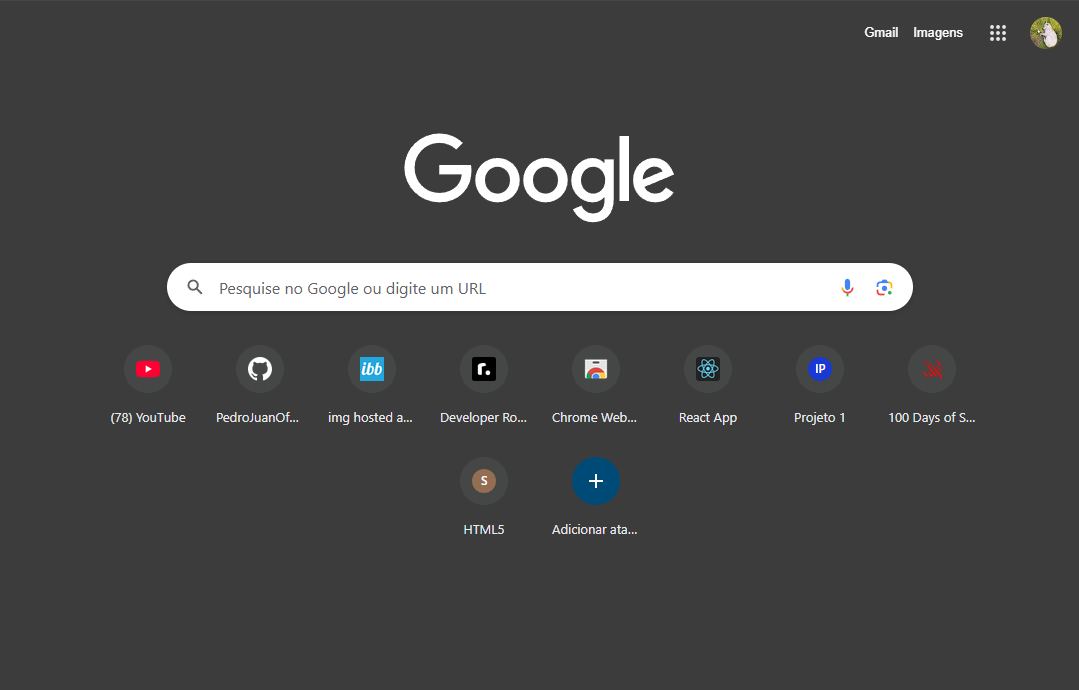 Gmail Imagens
Google
Pesquise no Google ou digite um URL
ibb r. IP
(78) YouTube PedroJuanOf... img hosted a... Developer Ro... Chrome Web... React App Projeto 1 100 Days of S...
S
HTML5 Adicionar ata...